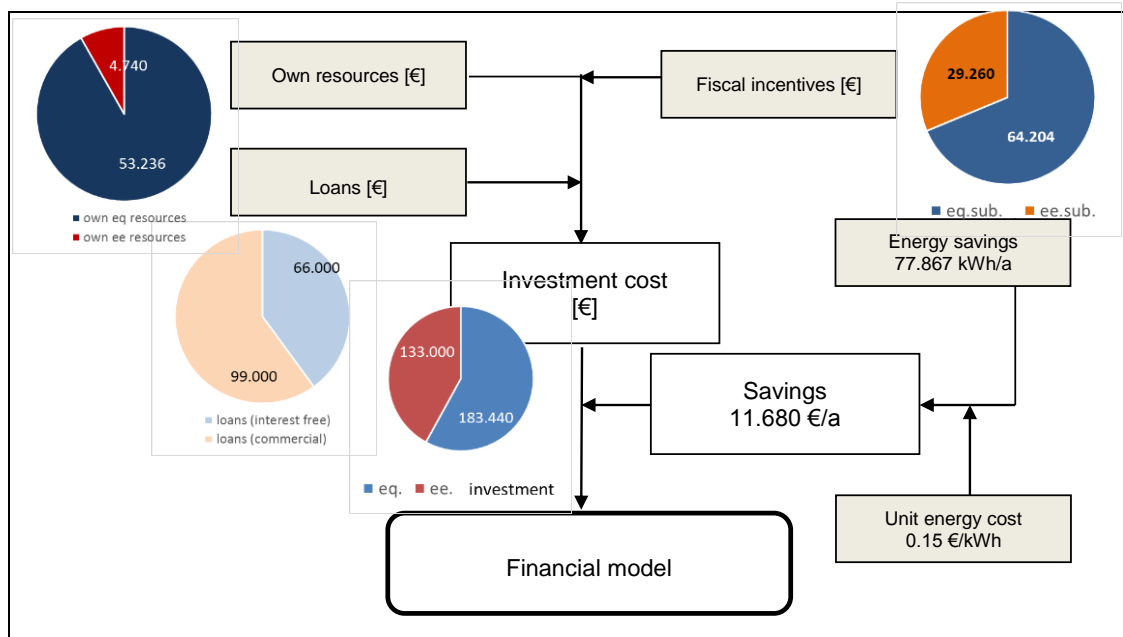 4.740
53.236
own eq resources
own ee resources
Own resources [€]
Fiscal incentives [€]
29.260
64.204
eq.sub. ee.sub.
Loans [€]
66.000
99.000
loans (interest free)
loans (commercial)
Investment cost
[€]
133.000
183.440
eq. ee. investment
Energy savings
77.867 kWh/a
Savings
11.680 €/a
Unit energy cost
0.15 €/kWh
Financial model